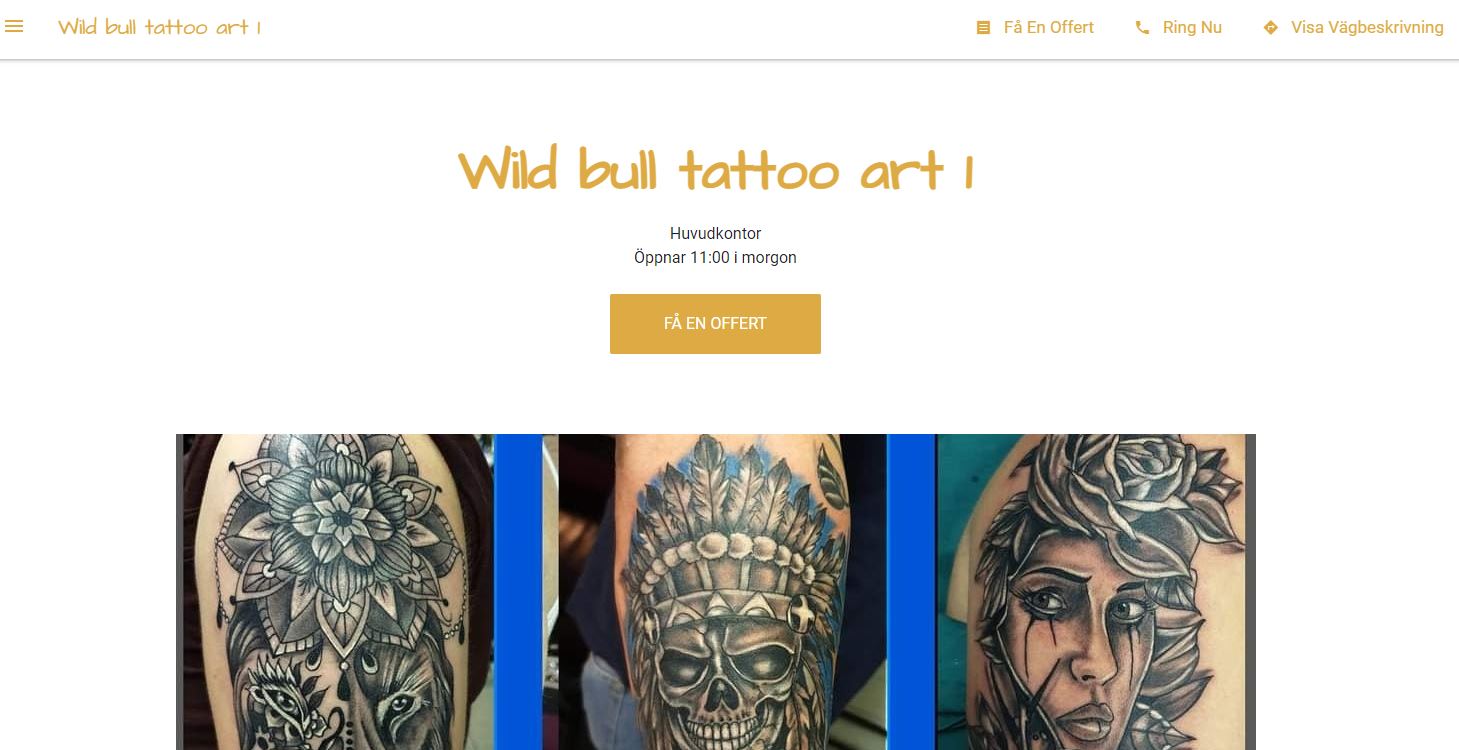 Wild bull tattoo art 1
Få En Offert
Ring Nu
Visa Vägbeskrivning
Wild bull tattoo art 1
Huvudkontor
Öppnar 11:00 i morgon
FÅ EN OFFERT